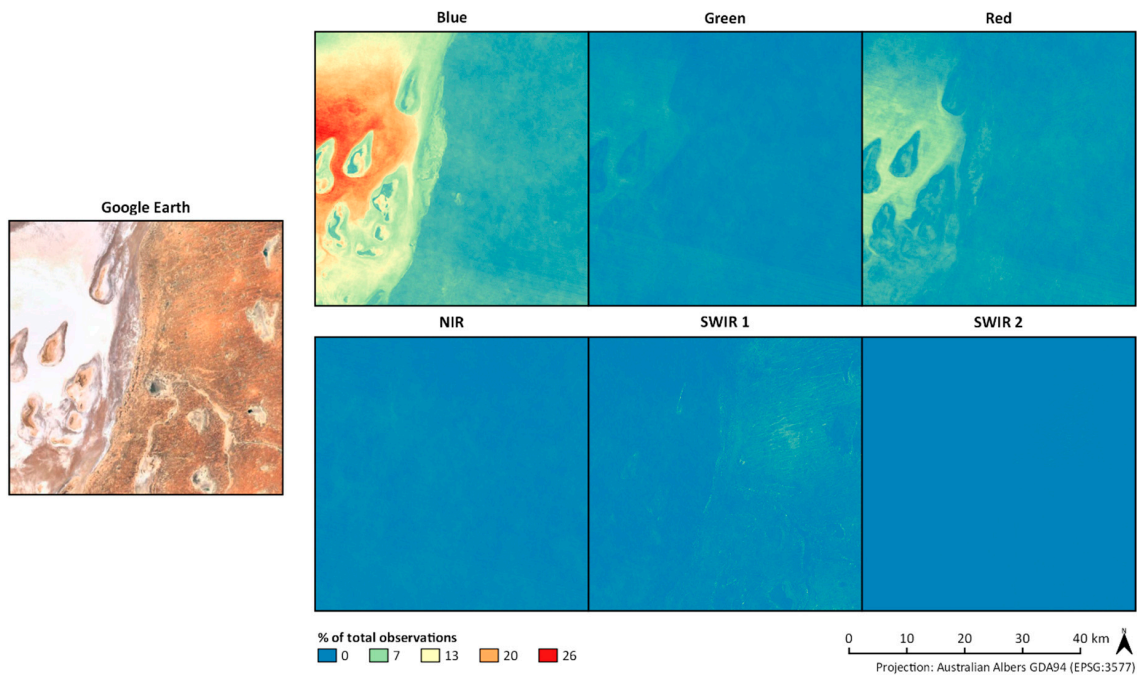 Blue
Green
Red
Google Earth
NIR
SWIR 1
SWIR 2
% of total observations
0 7 13 20 26
0 10 20 30 40 km
N
Projection: Australian Albers GDA94 (EPSG:3577)